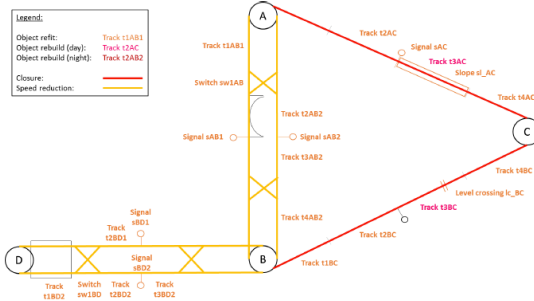 Legend:
Object refit: Track t1AB1
Object rebuild (day): Track t2AC
Object rebuild (night): Track t2AB2
Closure:
Speed reduction:
A
Track t2AC
Track t1AB1
Signal sAC
Track t3AC
Slope sl_AC
Switch sw1AB
Track t4AC
Track t2AB2
C
Signal sAB1
Signal sAB2
Track t3AB2
Track t4BC
Level crossing lc_BC
Track t3BC
Signal
sBD1
Track t4AB2
Track
t2BD1
Track t2BC
Signal
sBD2
D
B
Track t1BC
Track
t1BD2
Switch
sw1BD
Track
t2BD2
Track
t3BD2